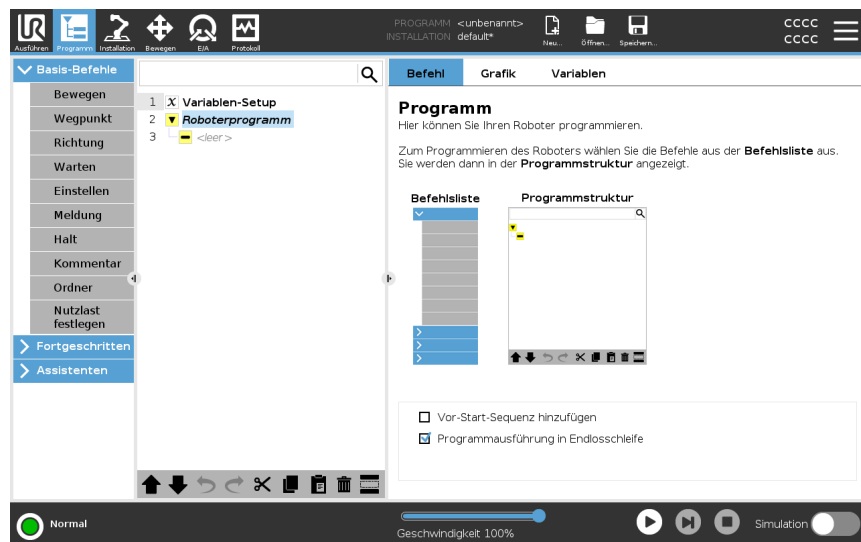 PROGRAMM <unbenannt>
INSTALLATION default*
Ausführen
Programm
Installation
Bewegen
E/A
Protokoll
Neu...
Öffnen...
Speichern...
cccc
cccc
Basis-Befehle
Bewegen
Wegpunkt
Richtung
Warten
Einstellen
Meldung
Halt
Kommentar
Ordner
Nutzlast
festlegen
Fortgeschritten
Assistenten
1 X Variablen-Setup
2 Roboterprogramm
3 <leer>
Befehl
Grafik
Variablen
Programm
Hier können Sie Ihren Roboter programmieren.
Zum Programmieren des Roboters wählen Sie die Befehle aus der Befehlsliste aus.
Sie werden dann in der Programmstruktur angezeigt.
Befehlsliste
Programmstruktur
Vor-Start-Sequenz hinzufügen
Programmausführung in Endlosschleife
Normal
Geschwindigkeit 100%
Simulation